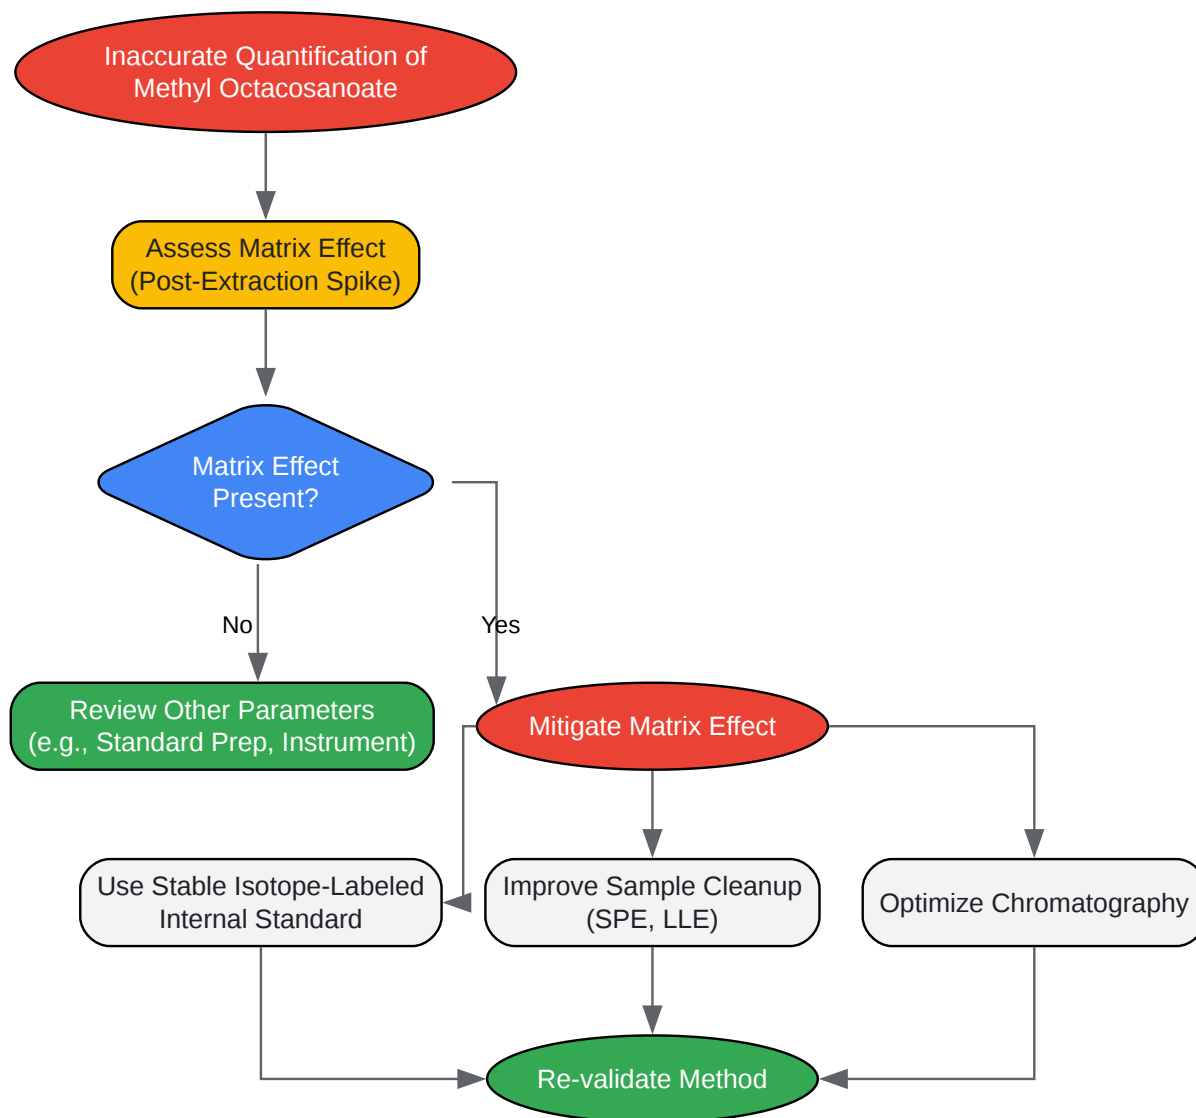 Inaccurate Quantification of
Methyl Octacosanoate
Assess Matrix Effect
(Post-Extraction Spike)
Matrix Effect
Present?
No
Yes
Review Other Parameters
(e.g., Standard Prep, Instrument)
Mitigate Matrix Effect
Use Stable Isotope-Labeled
Internal Standard
Improve Sample Cleanup
(SPE, LLE)
Optimize Chromatography
Re-validate Method